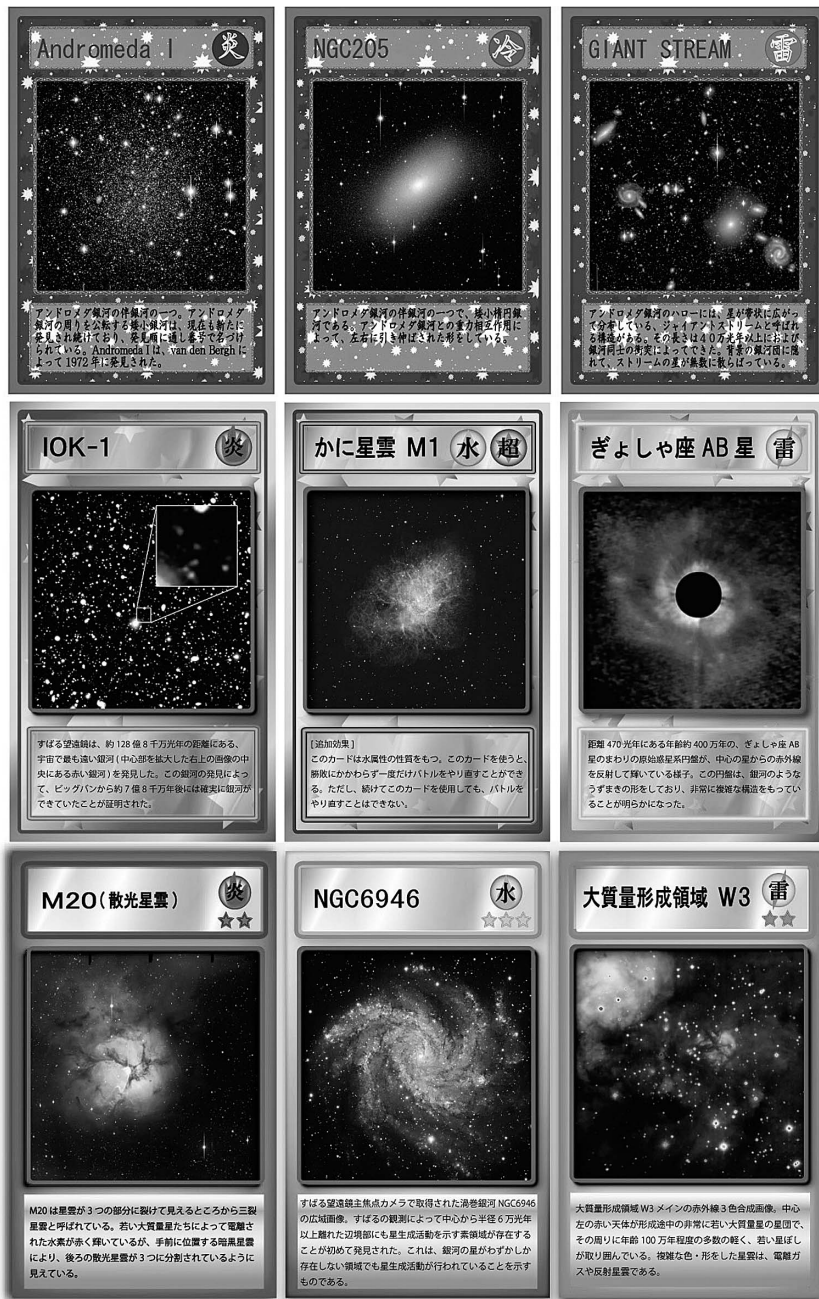 Andromeda I 炎
アンドロメダ銀河の伴銀河の一つ。アンドロメダ
銀河の周りを公転する矮小銀河は、現在も新たに
発見され続けており、発見順に通し番号で名づけ
られている。Andromeda Iは、van den Berghに
よって1972年に発見された。
NGC205 冷
アンドロメダ銀河の伴銀河の一つで、矮小楕円銀
河である。アンドロメダ銀河との重力相互作用に
よって、左右に引き伸ばされた形をしている。
GIANT STREAM 雷
アンドロメダ銀河のハローには、星が帯状に広がっ
て分布している、ジャイアントストリームと呼ばれ
る構造がある。その長さは40万光年以上におよび、
銀河同士の衝突によってできた。背景の銀河団に隠
れて、ストリームの星が無数に散らばっている。
IOK-1 炎
すばる望遠鏡は、約128億8千万光年の距離にある、
宇宙で最も遠い銀河(中心部を拡大した右上の画像の中
央にある赤い銀河)を発見した。この銀河の発見によっ
て、ビッグバンから約7億8千万年後には確実に銀河が
できていたことが証明された。
かに星雲 M1 水 超
[追加効果]
このカードは水属性の性質をもつ。このカードを使うと、
勝敗にかかわらず一度だけバトルをやり直すことができ
る。ただし、続けてこのカードを使用しても、バトルを
やり直すことはできない。
ぎょしゃ座 AB 星 雷
距離470光年にある年齢約400万年の、ぎょしゃ座AB
星のまわりの原始惑星系円盤が、中心の星からの赤外線
を反射して輝いている様子。この円盤は、銀河のような
うずまきの形をしており、非常に複雑な構造をもってい
ることが明らかになった。
M20(散光星雲) 炎
M20は星雲が3つの部分に裂けて見えるところから三裂
星雲と呼ばれている。若い大質量星たちによって電離さ
れた水素が赤く輝いているが、手前に位置する暗黒星雲
により、後ろの散光星雲が3つに分割されているように
見えている。
NGC6946 水
すばる望遠鏡主焦点カメラで取得された渦巻銀河NGC6946
の広域画像。すばるの観測によって中心から半径6万光年
以上離れた辺境部にも星生成活動を示す素領域が存在する
ことが初めて発見された。これは、銀河の星がわずかしか
存在しない領域でも星生成活動が行われていることを示す
ものである。
大質量形成領域 W3 雷
大質量形成領域W3メインの赤外線3色合成画像。中心
左の赤い天体が形成途中の非常に若い大質量星の星団で、
その周りに年齢100万年程度の多数の軽く、若い星ぼし
が取り囲んでいる。複雑な色・形をした星雲は、電離ガ
スや反射星雲である。